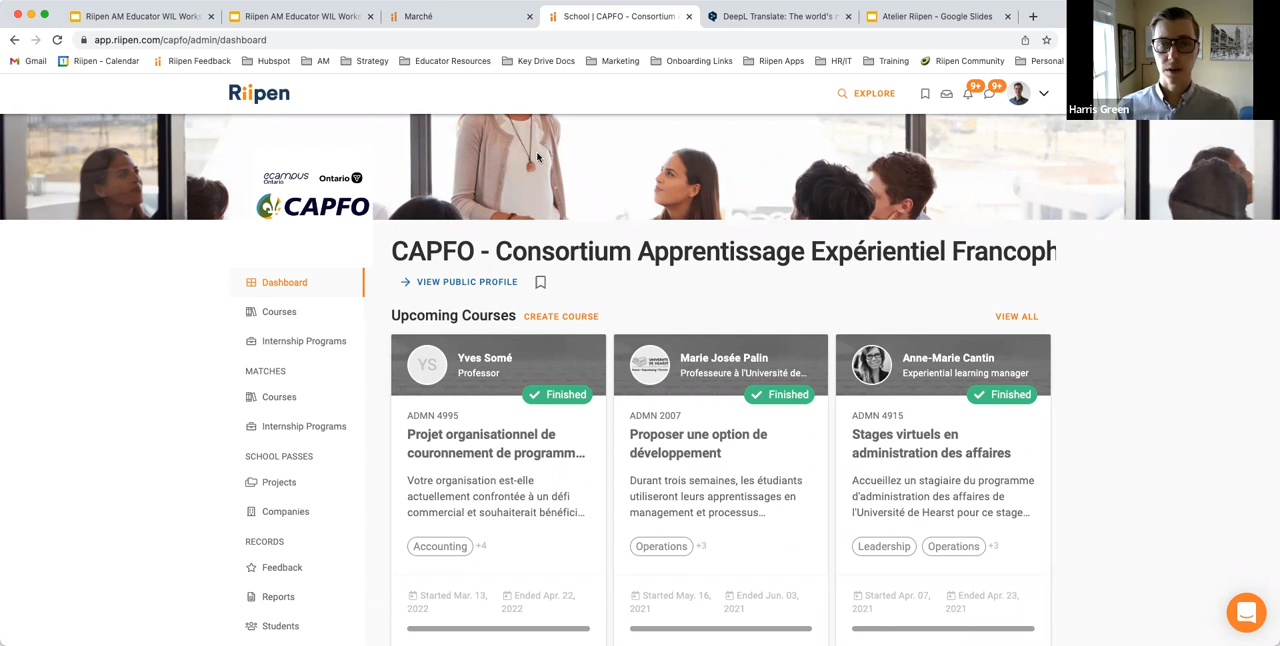 Riipen AM Educator WIL Works
Riipen AM Educator WIL Works
Marché
School | CAPFO - Consortium A
DeepL Translate: The world's m
Atelier Riipen - Google Slides
app.riipen.com/capfo/admin/dashboard
Gmail
Riipen - Calendar
Riipen Feedback
Hubspot
AM
Strategy
Educator Resources
Key Drive Docs
Marketing
Onboarding Links
Riipen Apps
HR/IT
Training
Riipen Community
Personal
Riipen
EXPLORE
9+
9+
Harris Green
ecampus
Ontario
Ontario
CAPFO
CAPFO - Consortium Apprentissage Expérientiel Francoph
VIEW PUBLIC PROFILE
Dashboard
Courses
Internship Programs
MATCHES
Courses
Internship Programs
SCHOOL PASSES
Projects
Companies
RECORDS
Feedback
Reports
Students
Upcoming Courses
CREATE COURSE
VIEW ALL
YS
Yves Somé
Professor
Finished
ADMN 4995
Projet organisationnel de
couronnement de programm...
Votre organisation est-elle
actuellement confrontée à un défi
commercial et souhaiterait bénéfici...
Accounting
+4
Started Mar. 13,
2022
Ended Apr. 22,
2022
Marie Josée Palin
Professeure à l'Université de...
Finished
ADMN 2007
Proposer une option de
développement
Durant trois semaines, les étudiants
utiliseront leurs apprentissages en
management et processus...
Operations
+3
Started May. 16,
2021
Ended Jun. 03,
2021
Anne-Marie Cantin
Experiential learning manager
Finished
ADMN 4915
Stages virtuels en
administration des affaires
Accueillez un stagiaire du programme
d'administration des affaires de
l'Université de Hearst pour ce stage...
Leadership
Operations
+3
Started Apr. 07,
2021
Ended Apr. 23,
2021